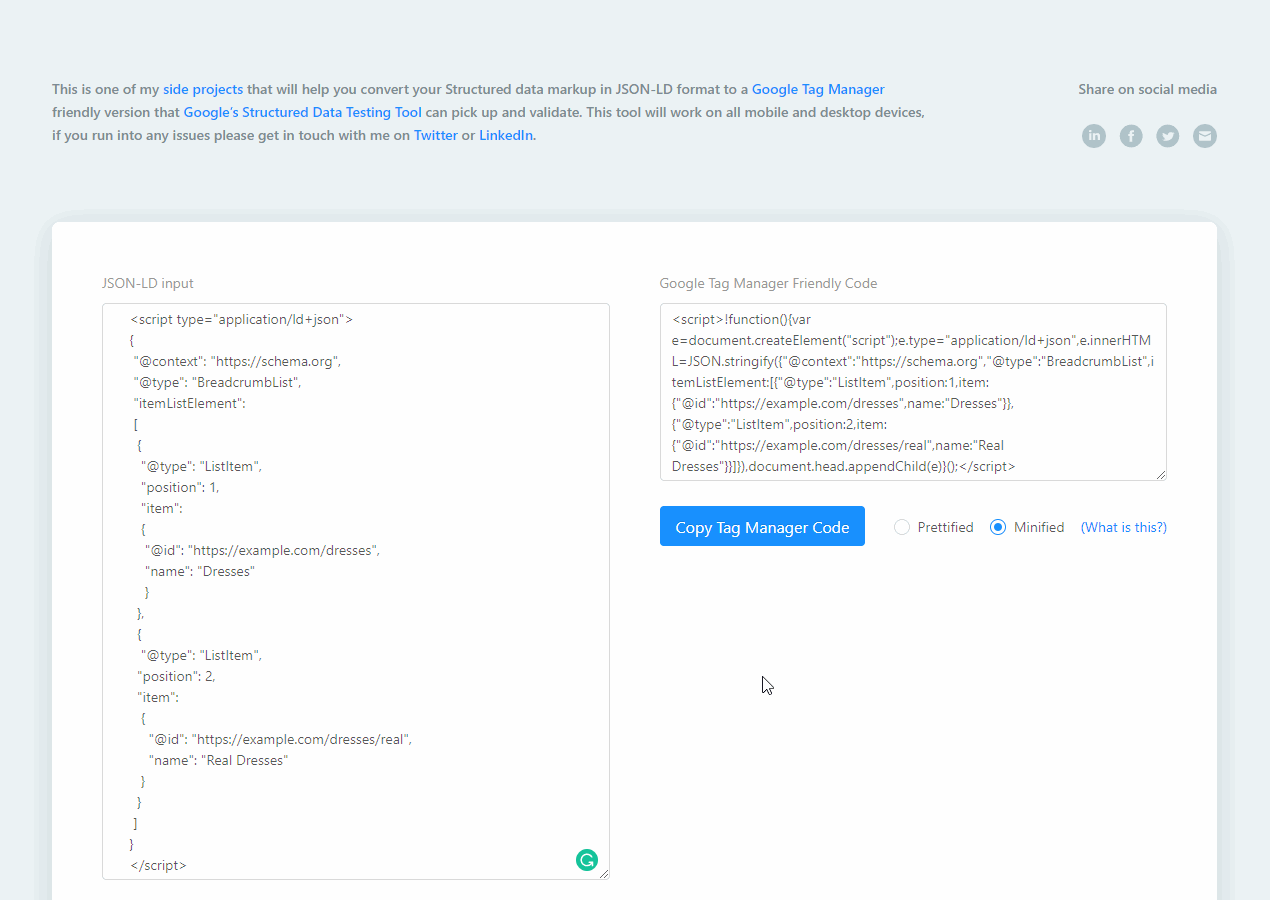 This is one of my side projects that will help you convert your Structured data markup in JSON-LD format to a Google Tag Manager
friendly version that Google's Structured Data Testing Tool can pick up and validate. This tool will work on all mobile and desktop devices,
if you run into any issues please get in touch with me on Twitter or LinkedIn.
Share on social media
JSON-LD input
<script type="application/ld+json">
{
"@context": "https://schema.org",
"@type": "BreadcrumbList",
"itemListElement":
[
{
"@type": "ListItem",
"position": 1,
"item":
{
"@id": "https://example.com/dresses",
"name": "Dresses"
}
},
{
"@type": "ListItem",
"position": 2,
"item":
{
"@id": "https://example.com/dresses/real",
"name": "Real Dresses"
}
}
]
}
</script>
Google Tag Manager Friendly Code
<script>!function(){var
e=document.createElement("script");e.type="application/ld+json",e.innerHTM
L=JSON.stringify({"@context":"https://schema.org","@type":"BreadcrumbList",i
temListElement:[{"@type":"ListItem",position:1,item:
{"@id":"https://example.com/dresses",name:"Dresses"}},
{"@type":"ListItem",position:2,item:
{"@id":"https://example.com/dresses/real",name:"Real
Dresses"}}]}),document.head.appendChild(e)}();</script>
Copy Tag Manager Code
Prettified
Minified
(What is this?)